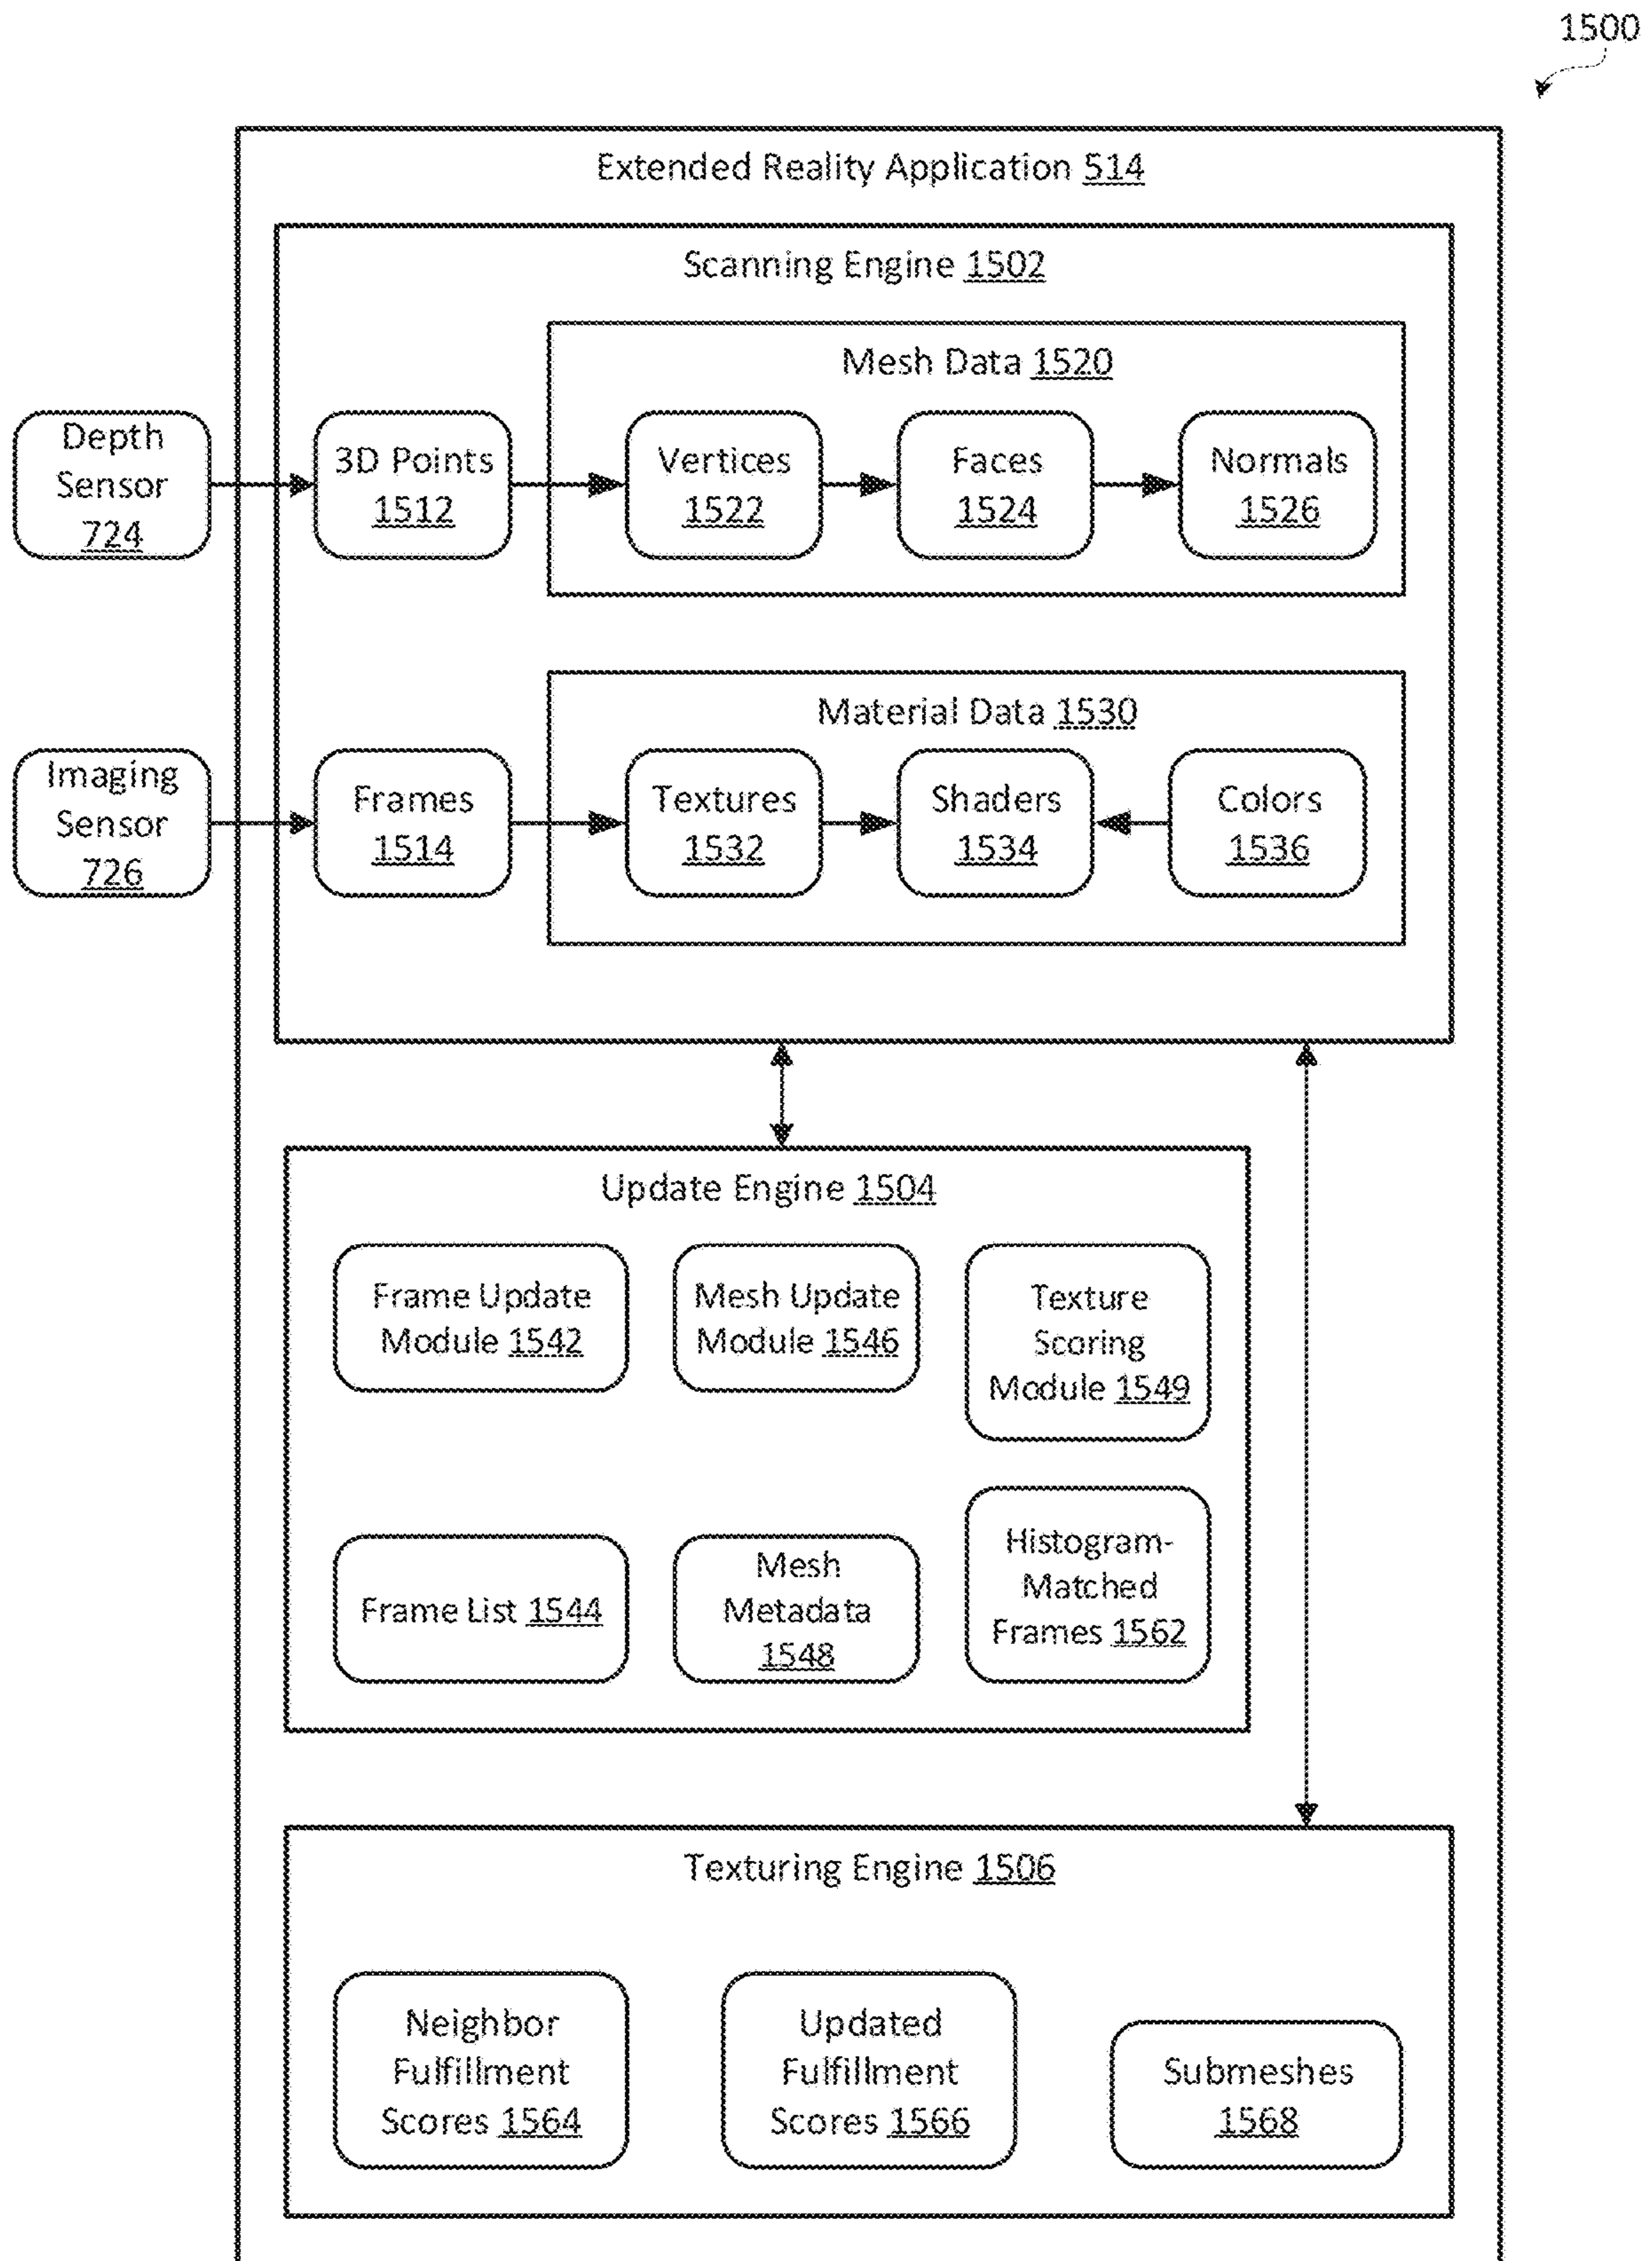 1500
Extended Reality Application 514
Scanning Engine 1502
Mesh Data 1520
Depth
Sensor
724
3D Points
1512
Vertices
1522
Faces
1524
Normals
1526
Material Data 1530
Imaging
Sensor
726
Frames
1514
Textures
1532
Shaders
1534
Colors
1536
Update Engine 1504
Frame Update
Module 1542
Mesh Update
Module 1546
Texture
Scoring
Module 1549
Frame List 1544
Mesh
Metadata
1548
Histogram-
Matched
Frames 1562
Texturing Engine 1506
Neighbor
Fulfillment
Scores 1564
Updated
Fulfillment
Scores 1566
Submeshes
1568